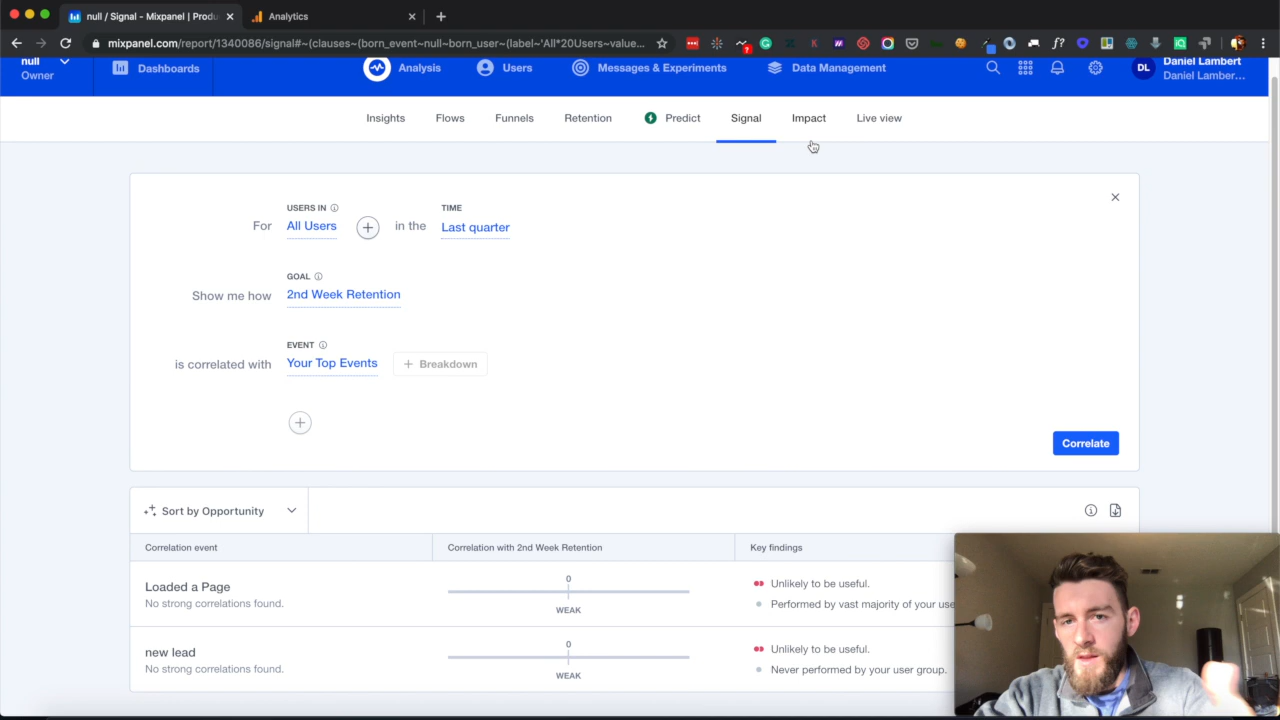 null / Signal - Mixpanel | Produ
Analytics
mixpanel.com/report/1340086/signal#~(clauses~(born_event~null~born_user~(label~'All*20Users~value...
null
Owner
Dashboards
Analysis
Users
Messages & Experiments
Data Management
DL
Daniel Lambert
Daniel Lamber...
Insights
Flows
Funnels
Retention
Predict
Signal
Impact
Live view
USERS IN
TIME
For
All Users
in the
Last quarter
GOAL
Show me how
2nd Week Retention
EVENT
is correlated with
Your Top Events
+ Breakdown
Correlate
Sort by Opportunity
Correlation event
Correlation with 2nd Week Retention
Key findings
Loaded a Page
No strong correlations found.
0
WEAK
Unlikely to be useful.
Performed by vast majority of your use
new lead
No strong correlations found.
0
WEAK
Unlikely to be useful.
Never performed by your user group.